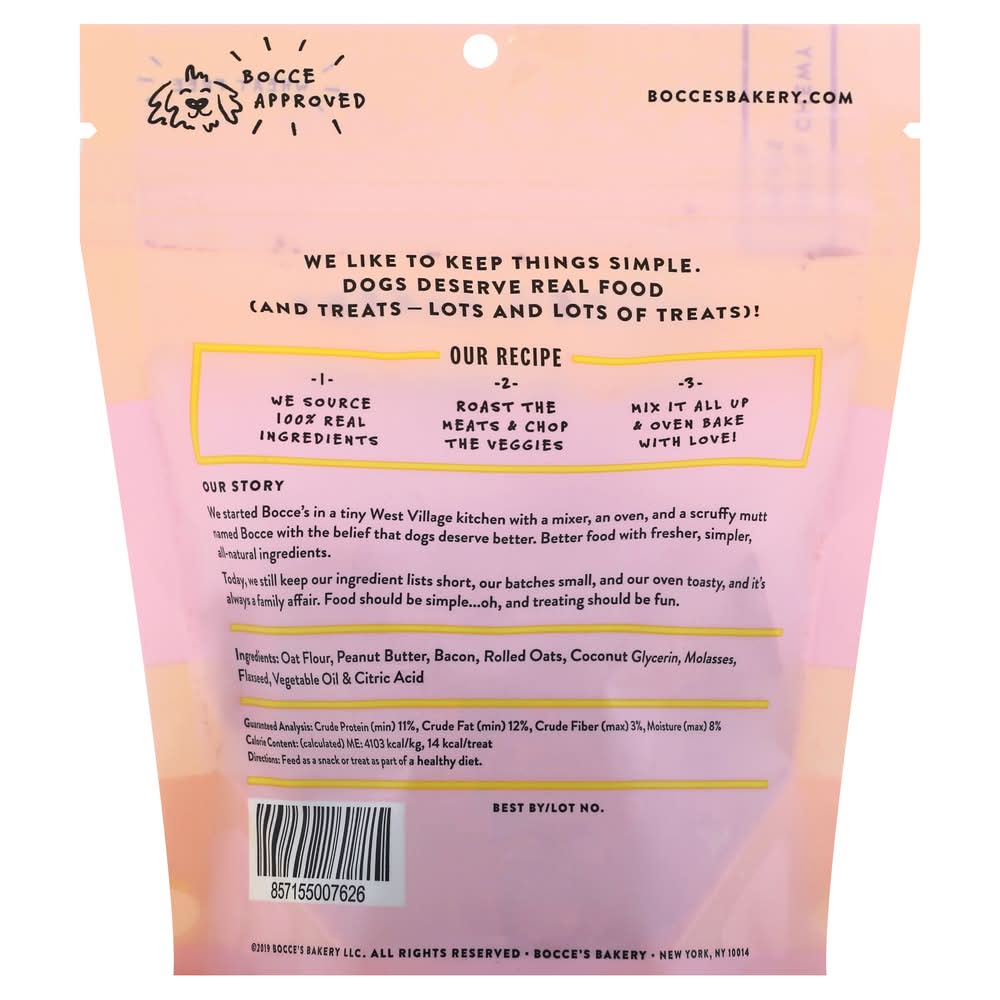 BOCCE
APPROVED
BOCCESBAKERY.COM
WE LIKE TO KEEP THINGS SIMPLE.
DOGS DESERVE REAL FOOD
(AND TREATS — LOTS AND LOTS OF TREATS)!
OUR RECIPE
-1-
WE SOURCE
100% REAL
INGREDIENTS
-2-
ROAST THE
MEATS & CHOP
THE VEGGIES
-3-
MIX IT ALL UP
& OVEN BAKE
WITH LOVE!
OUR STORY
We started Bocce's in a tiny West Village kitchen with a mixer, an oven, and a scruffy mutt
named Bocce with the belief that dogs deserve better. Better food with fresher, simpler,
all-natural ingredients.
Today, we still keep our ingredient lists short, our batches small, and our oven toasty, and it's
always a family affair. Food should be simple...oh, and treating should be fun.
Ingredients: Oat Flour, Peanut Butter, Bacon, Rolled Oats, Coconut Glycerin, Molasses,
Flaxseed, Vegetable Oil & Citric Acid
Guaranteed Analysis: Crude Protein (min) 11%, Crude Fat (min) 12%, Crude Fiber (max) 3%, Moisture (max) 8%
Calorie Content: (calculated) ME: 4103 kcal/kg, 14 kcal/treat
Directions: Feed as a snack or treat as part of a healthy diet.
BEST BY/LOT NO.
857155007626
©2019 BOCCE'S BAKERY LLC. ALL RIGHTS RESERVED • BOCCE'S BAKERY • NEW YORK, NY 10014